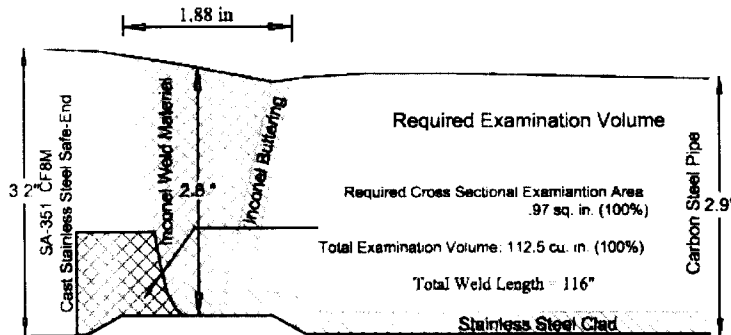 1.88 in
SA-351 CF8M
Cast Stainless Steel Safe-End
3.2"
Inconel Weld Material
2.8"
Inconel Buttering
Required Examination Volume
Required Cross Sectional Examiantion Area
.97 sq. in. (100%)
Total Examination Volume: 112.5 cu. in. (100%)
Total Weld Length = 116"
Stainless Steel Clad
Carbon Steel Pipe
2.9"